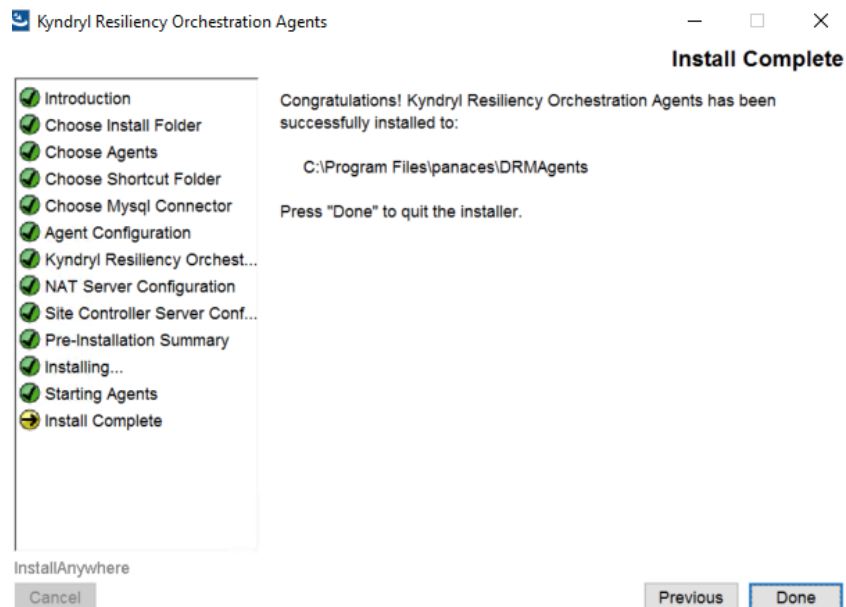 Kyndryl Resiliency Orchestration Agents
Install Complete
Introduction
Choose Install Folder
Choose Agents
Choose Shortcut Folder
Choose Mysql Connector
Agent Configuration
Kyndryl Resiliency Orchest...
NAT Server Configuration
Site Controller Server Conf...
Pre-Installation Summary
Installing...
Starting Agents
Install Complete
Congratulations! Kyndryl Resiliency Orchestration Agents has been
successfully installed to:
C:\Program Files\panaces\DRMAgents
Press "Done" to quit the installer.
InstallAnywhere
Cancel
Previous
Done